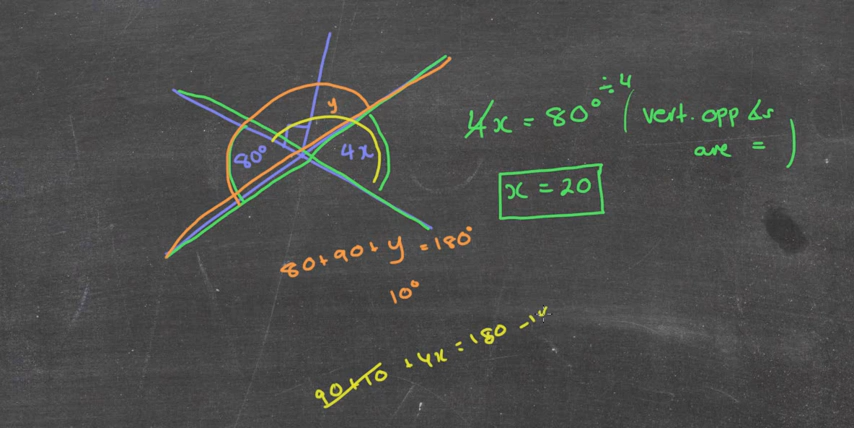 y
80°
4x
4x = 80° ÷4 (vert. opp ∡s
are = )
x = 20
80 + 90 + y = 180°
10°
90+10 + 4x = 180